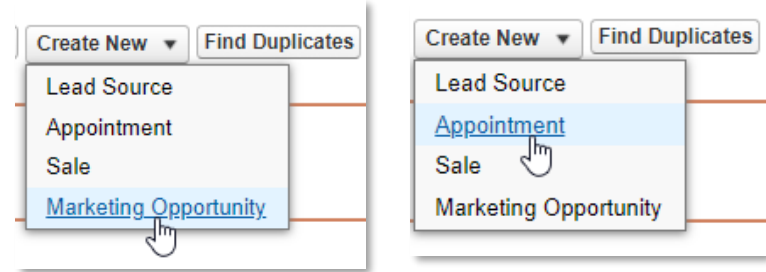 Create New ▼ Find Duplicates
Lead Source
Appointment
Sale
Marketing Opportunity
Create New ▼ Find Duplicates
Lead Source
Appointment
Sale
Marketing Opportunity